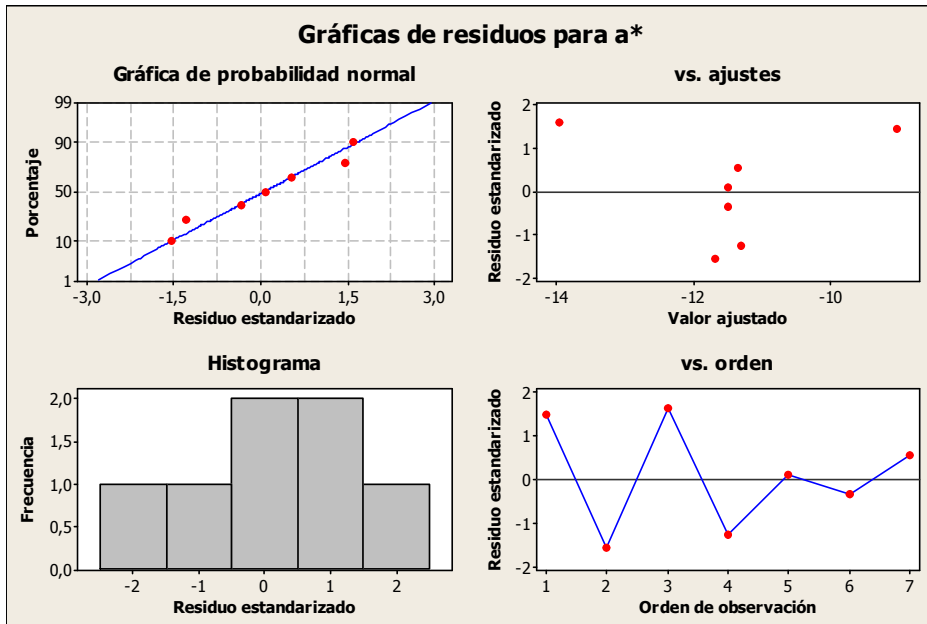 Gráficas de residuos para a*
Gráfica de probabilidad normal
99
90
50
10
1
Porcentaje
-3,0 -1,5 0,0 1,5 3,0
Residuo estandarizado
vs. ajustes
2
1
0
-1
-2
Residuo estandarizado
-14 -12 -10
Valor ajustado
Histograma
2,0
1,5
1,0
0,5
0,0
Frecuencia
-2 -1 0 1 2
Residuo estandarizado
vs. orden
2
1
0
-1
-2
Residuo estandarizado
1 2 3 4 5 6 7
Orden de observación